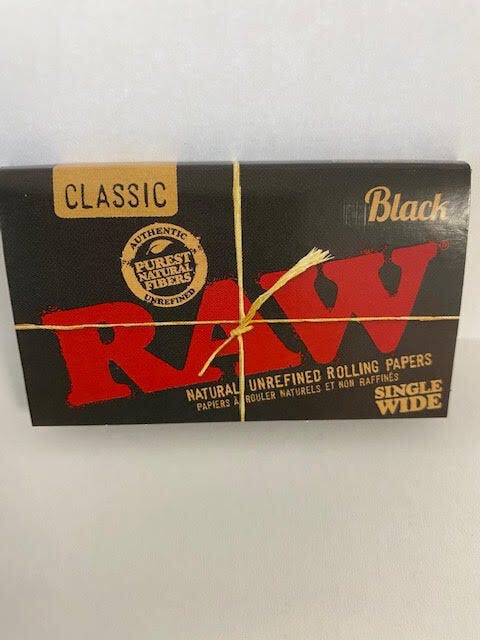 CLASSIC
Black
AUTHENTIC
PUREST
NATURAL
FIBERS
UNREFINED
RAW®
NATURAL UNREFINED ROLLING PAPERS
PAPIERS À ROULER NATURELS ET NON RAFFINÉS
SINGLE
WIDE